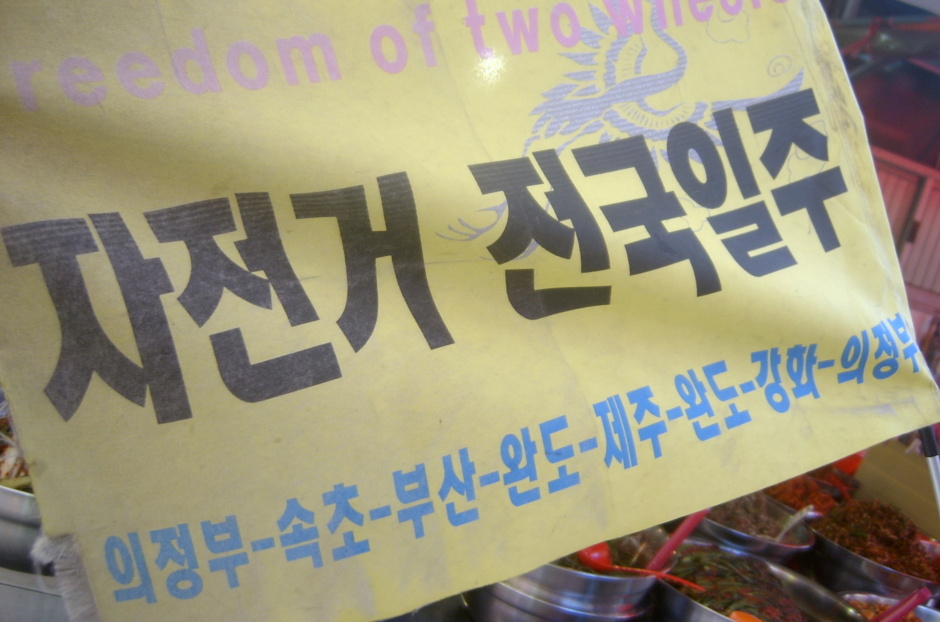 reedom of two wheels
자전거 전국일주
의정부-속초-부산-완도-제주-완도-강화-의정부